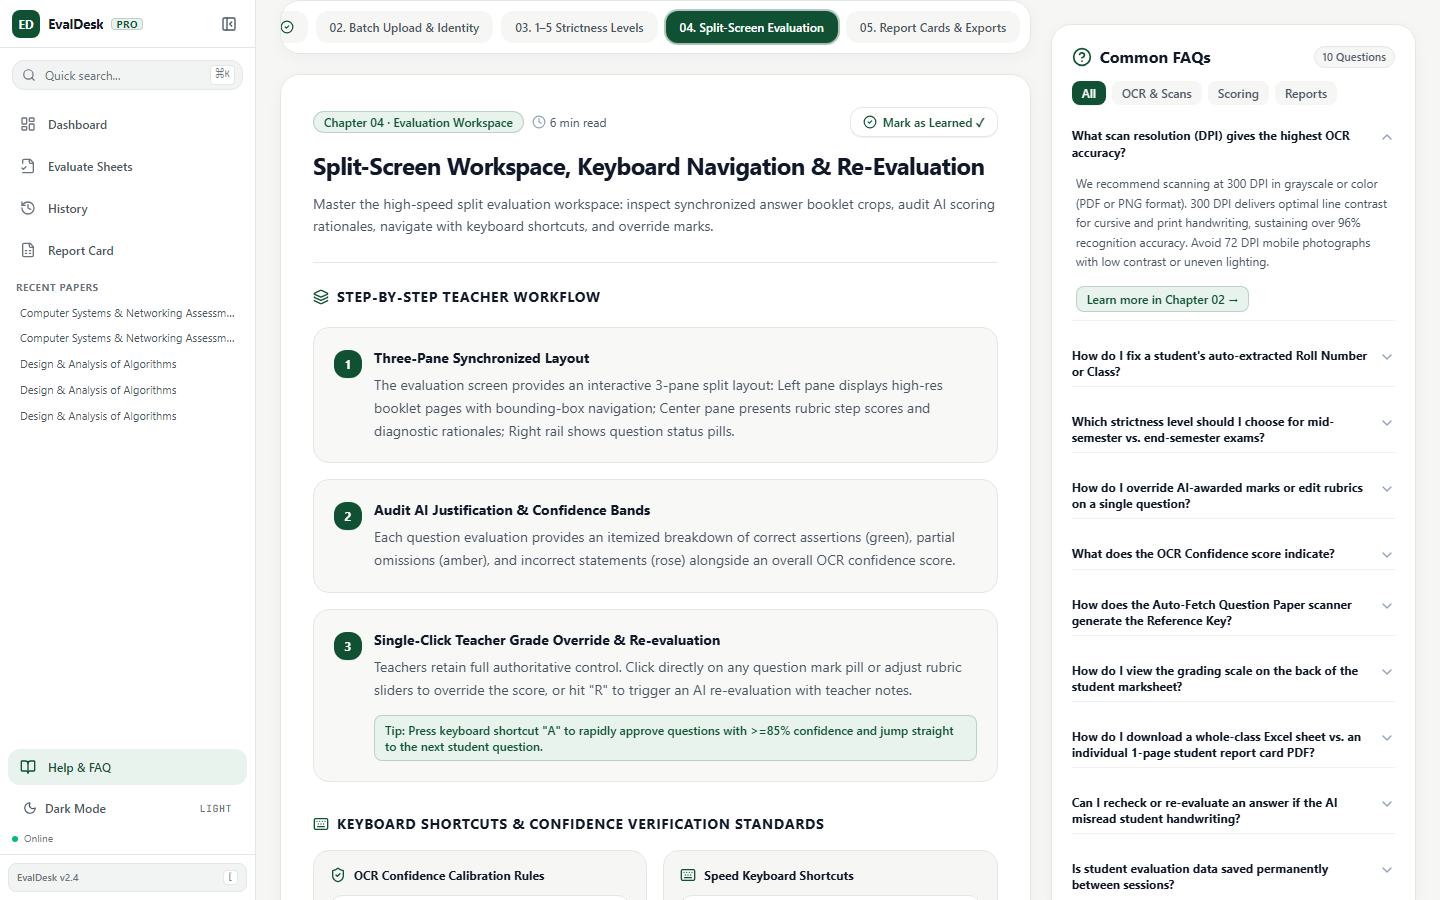 ED EvalDesk PRO
Quick search... ⌘K
Dashboard
Evaluate Sheets
History
Report Card
RECENT PAPERS
Computer Systems & Networking Assessm...
Computer Systems & Networking Assessm...
Design & Analysis of Algorithms
Design & Analysis of Algorithms
Design & Analysis of Algorithms
Help & FAQ
Dark Mode LIGHT
Online
EvalDesk v2.4 [
02. Batch Upload & Identity
03. 1–5 Strictness Levels
04. Split-Screen Evaluation
05. Report Cards & Exports
Chapter 04 · Evaluation Workspace
6 min read
Mark as Learned ✓
Split-Screen Workspace, Keyboard Navigation & Re-Evaluation
Master the high-speed split evaluation workspace: inspect synchronized answer booklet crops, audit AI scoring
rationales, navigate with keyboard shortcuts, and override marks.
STEP-BY-STEP TEACHER WORKFLOW
1
Three-Pane Synchronized Layout
The evaluation screen provides an interactive 3-pane split layout: Left pane displays high-res
booklet pages with bounding-box navigation; Center pane presents rubric step scores and
diagnostic rationales; Right rail shows question status pills.
2
Audit AI Justification & Confidence Bands
Each question evaluation provides an itemized breakdown of correct assertions (green), partial
omissions (amber), and incorrect statements (rose) alongside an overall OCR confidence score.
3
Single-Click Teacher Grade Override & Re-evaluation
Teachers retain full authoritative control. Click directly on any question mark pill or adjust rubric
sliders to override the score, or hit "R" to trigger an AI re-evaluation with teacher notes.
Tip: Press keyboard shortcut "A" to rapidly approve questions with >=85% confidence and jump straight
to the next student question.
KEYBOARD SHORTCUTS & CONFIDENCE VERIFICATION STANDARDS
OCR Confidence Calibration Rules
Speed Keyboard Shortcuts
Common FAQs
10 Questions
All
OCR & Scans
Scoring
Reports
What scan resolution (DPI) gives the highest OCR
accuracy?
We recommend scanning at 300 DPI in grayscale or color
(PDF or PNG format). 300 DPI delivers optimal line contrast
for cursive and print handwriting, sustaining over 96%
recognition accuracy. Avoid 72 DPI mobile photographs
with low contrast or uneven lighting.
Learn more in Chapter 02 →
How do I fix a student's auto-extracted Roll Number
or Class?
Which strictness level should I choose for mid-
semester vs. end-semester exams?
How do I override AI-awarded marks or edit rubrics
on a single question?
What does the OCR Confidence score indicate?
How does the Auto-Fetch Question Paper scanner
generate the Reference Key?
How do I view the grading scale on the back of the
student marksheet?
How do I download a whole-class Excel sheet vs. an
individual 1-page student report card PDF?
Can I recheck or re-evaluate an answer if the AI
misread student handwriting?
Is student evaluation data saved permanently
between sessions?